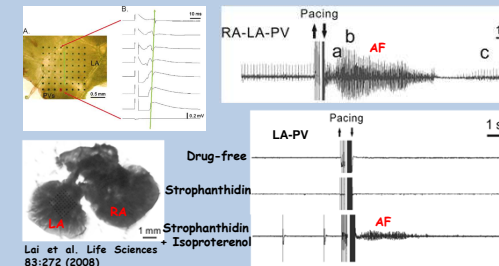 A.
B.
10 ms
LA
PVs
0.5 mm
0.2 mV
Pacing
RA-LA-PV
a
b
AF
c
1
Pacing
1 s
LA-PV
Drug-free
Strophanthidin
Strophanthidin
+ Isoproterenol
AF
LA
RA
1 mm
Lai et al. Life Sciences
83:272 (2008)